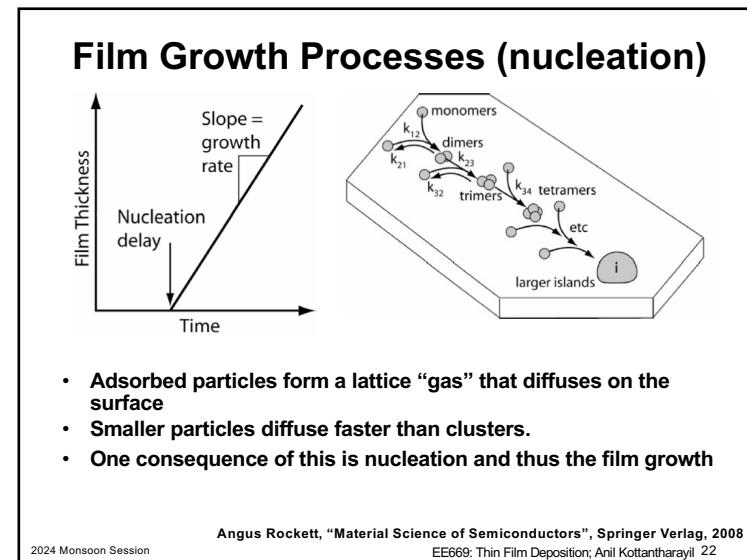 Film Growth Processes (nucleation)
Slope =
growth
rate
Nucleation
delay
Film Thickness
Time
monomers
k12
dimers
k21
k23
k32
trimers
k34
tetramers
etc
i
larger islands
• Adsorbed particles form a lattice “gas” that diffuses on the
surface
• Smaller particles diffuse faster than clusters.
• One consequence of this is nucleation and thus the film growth
Angus Rockett, “Material Science of Semiconductors”, Springer Verlag, 2008
2024 Monsoon Session
EE669: Thin Film Deposition; Anil Kottantharayil 22